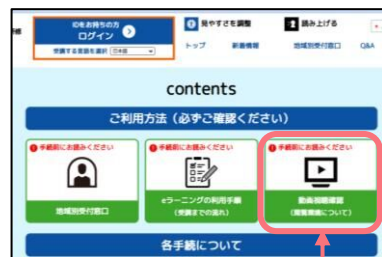 IDをお持ちの方
ログイン
受講する言語を選択 日本語
見やすさを調整
読み上げる
トップ
新着情報
地域別受付窓口
Q&A
contents
ご利用方法（必ずご確認ください）
手続前にお読みください
手続前にお読みください
手続前にお読みください
地域別受付窓口
eラーニングの利用手順
（受講までの流れ）
動画視聴確認
（閲覧環境について）
各手続について